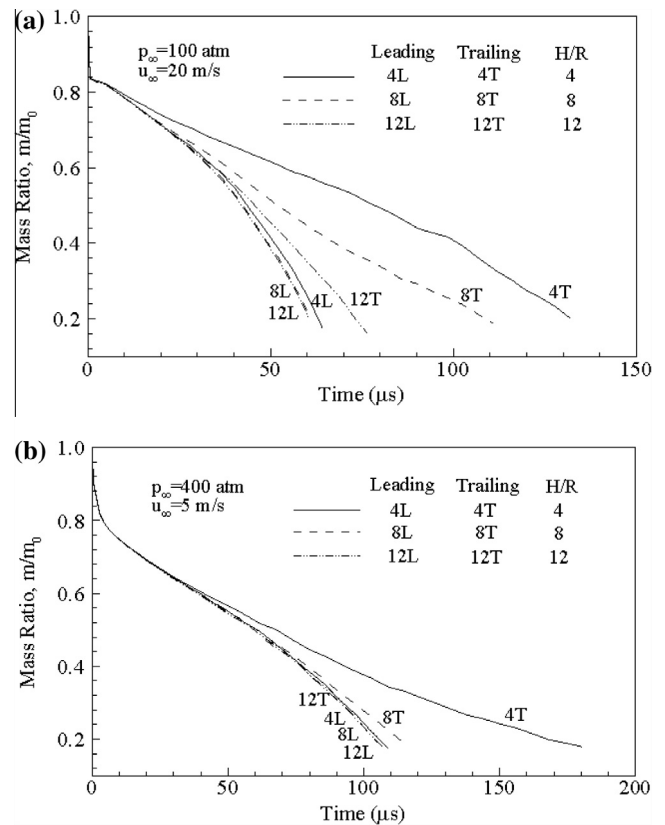 (a)
1.0
0.8
0.6
0.4
0.2
Mass Ratio, m/m0
p∞=100 atm
u∞=20 m/s
Leading Trailing H/R
4L 4T 4
8L 8T 8
12L 12T 12
8L
12L
4L
12T
8T
4T
0 50 100 150
Time (μs)
(b)
1.0
0.8
0.6
0.4
0.2
Mass Ratio, m/m0
p∞=400 atm
u∞=5 m/s
Leading Trailing H/R
4L 4T 4
8L 8T 8
12L 12T 12
12T
4L
8L
12L
8T
4T
0 50 100 150 200
Time (μs)